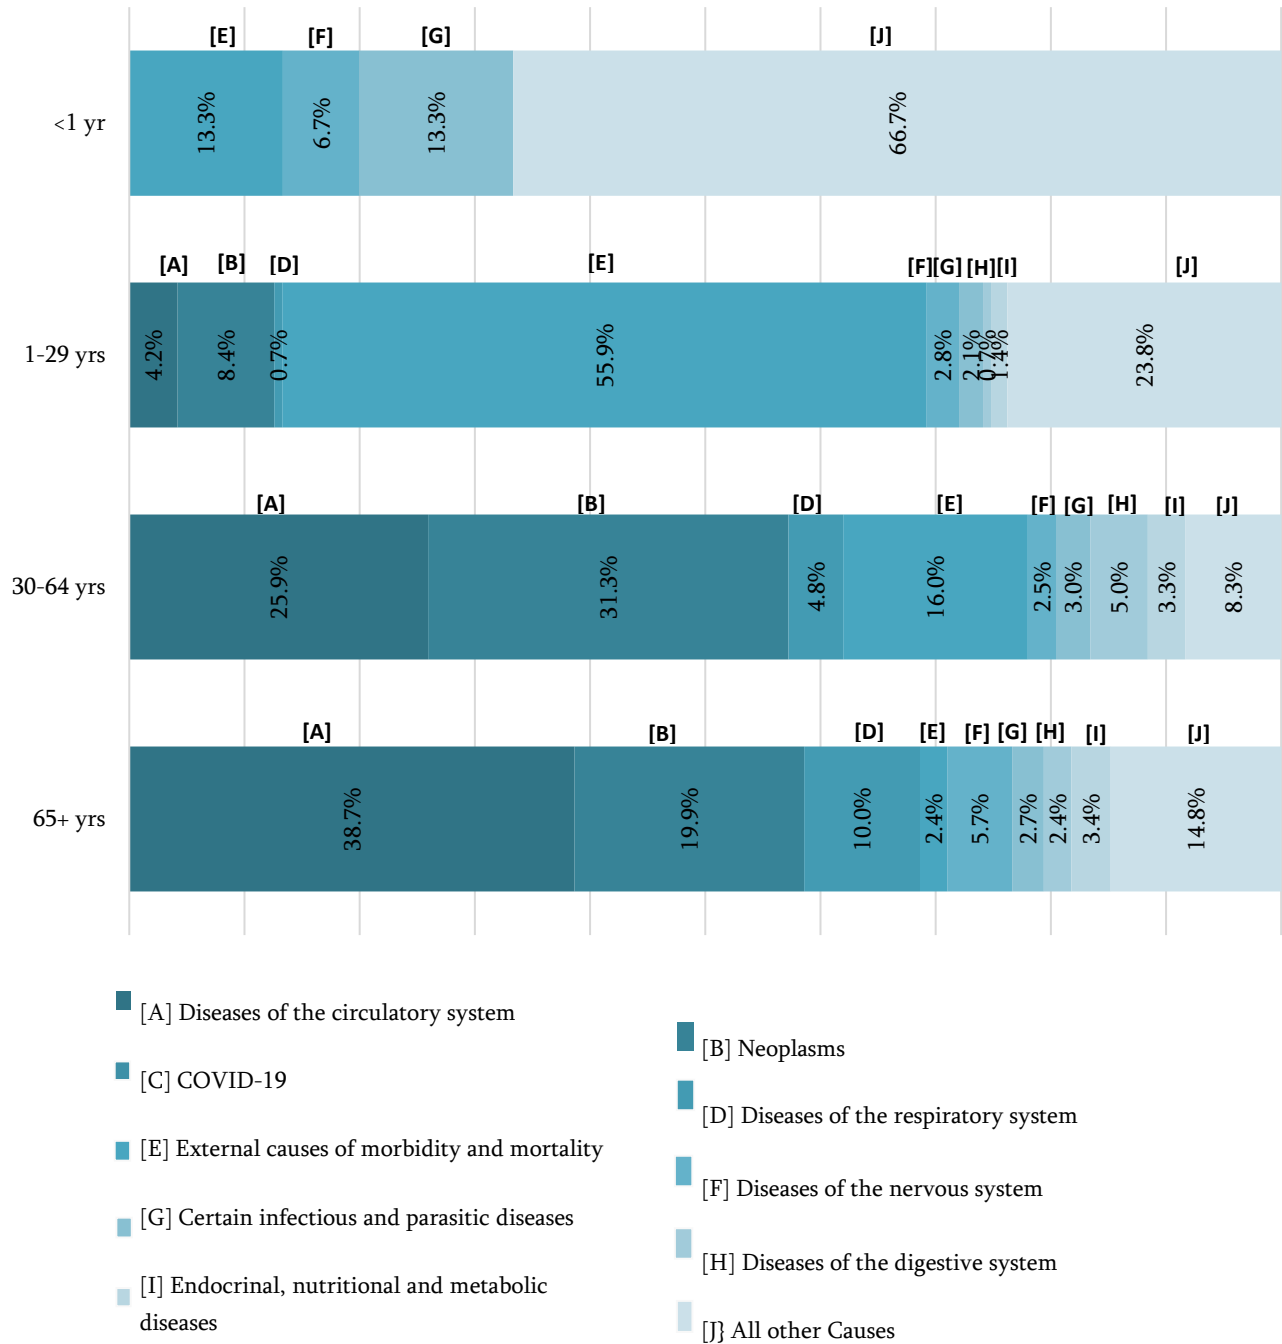 [E] [F] [G] [J]
<1 yr
13.3% 6.7% 13.3% 66.7%
[A] [B] [D] [E] [F] [G] [H] [I] [J]
1-29 yrs
4.2% 8.4% 0.7% 55.9% 2.8% 2.1% 0.7% 1.4% 23.8%
[A] [B] [D] [E] [F] [G] [H] [I] [J]
30-64 yrs
25.9% 31.3% 4.8% 16.0% 2.5% 3.0% 5.0% 3.3% 8.3%
[A] [B] [D] [E] [F] [G] [H] [I] [J]
65+ yrs
38.7% 19.9% 10.0% 2.4% 5.7% 2.7% 2.4% 3.4% 14.8%
[A] Diseases of the circulatory system
[B] Neoplasms
[C] COVID-19
[D] Diseases of the respiratory system
[E] External causes of morbidity and mortality
[F] Diseases of the nervous system
[G] Certain infectious and parasitic diseases
[H] Diseases of the digestive system
[I] Endocrinal, nutritional and metabolic
diseases
[J} All other Causes